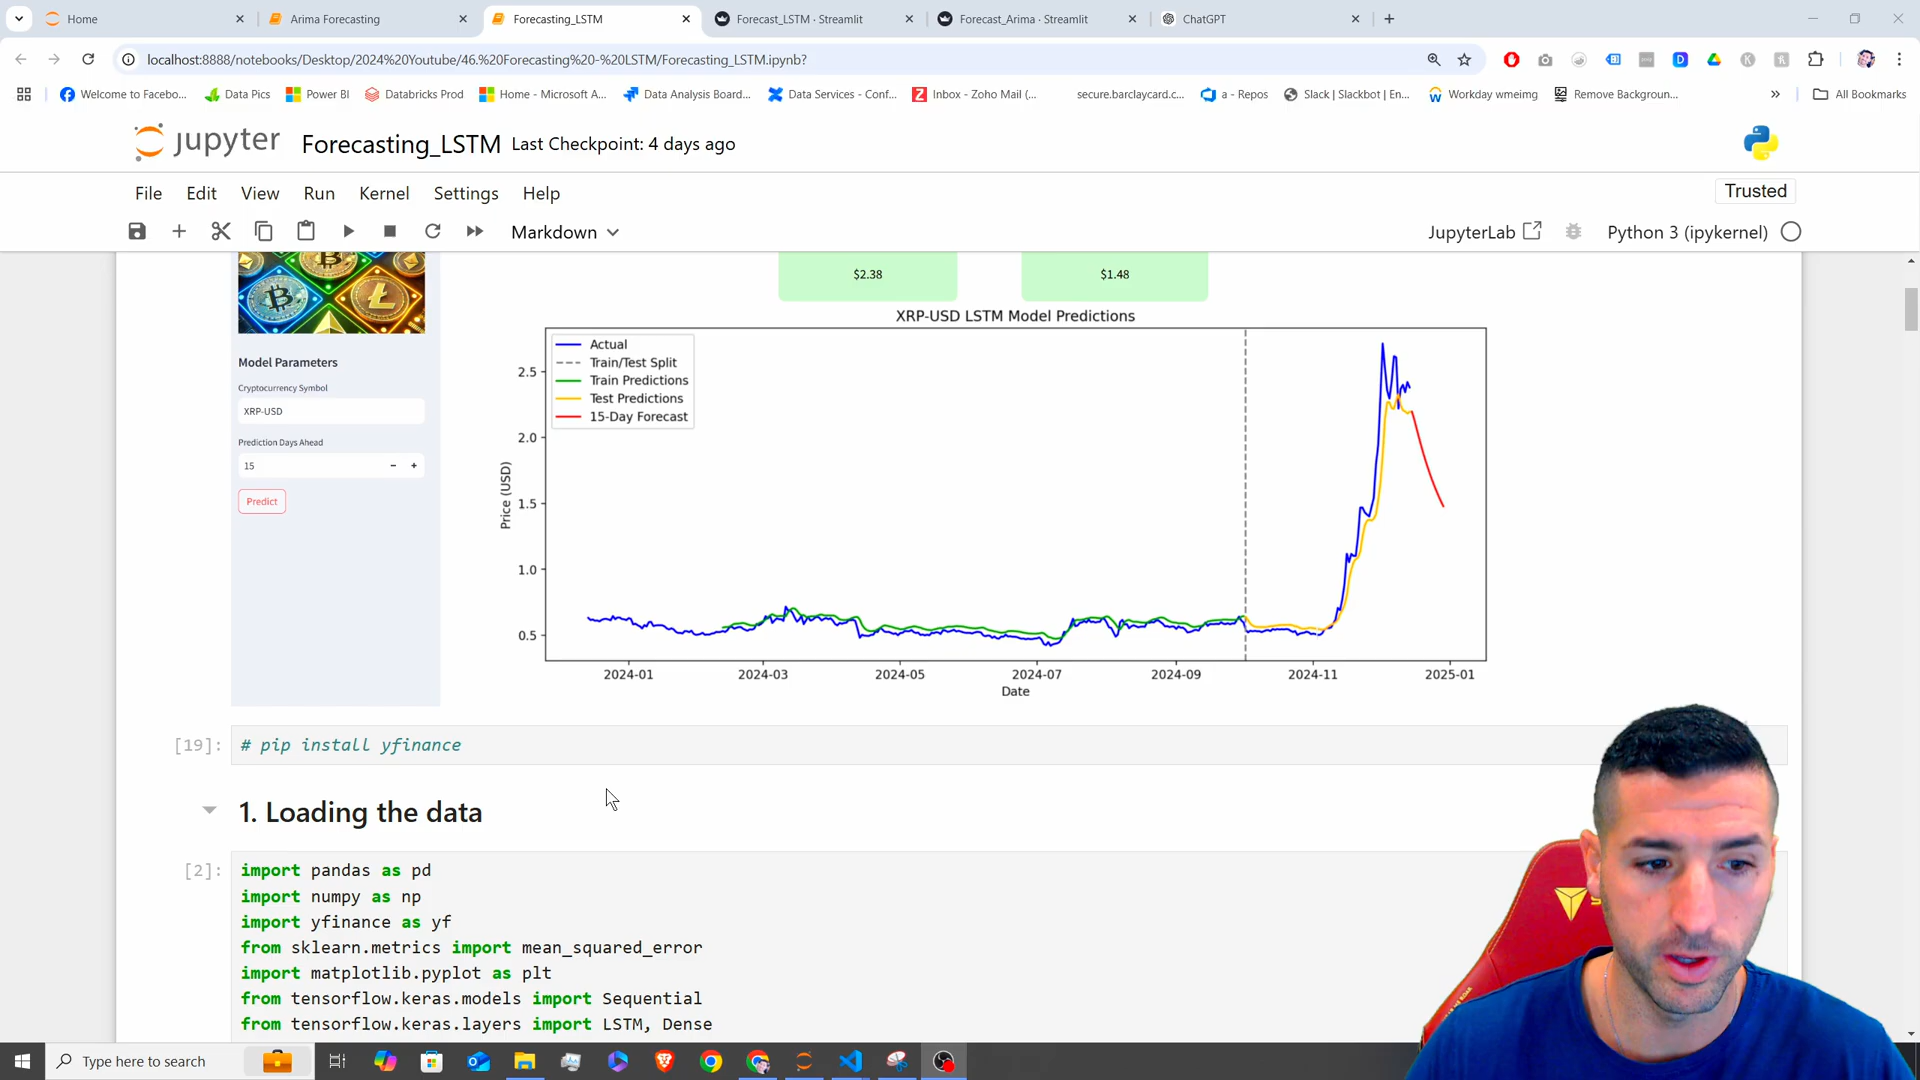 Home
Arima Forecasting
Forecasting_LSTM
Forecast_LSTM · Streamlit
Forecast_Arima · Streamlit
ChatGPT
localhost:8888/notebooks/Desktop/2024%20Youtube/46.%20Forecasting%20-%20LSTM/Forecasting_LSTM.ipynb?
Welcome to Facebo...
Data Pics
Power BI
Databricks Prod
Home - Microsoft A...
Data Analysis Board...
Data Services - Conf...
Inbox - Zoho Mail (...
secure.barclaycard.c...
a - Repos
Slack | Slackbot | En...
Workday wmeimg
Remove Backgroun...
All Bookmarks
jupyter
Forecasting_LSTM Last Checkpoint: 4 days ago
File Edit View Run Kernel Settings Help
Trusted
Markdown
JupyterLab
Python 3 (ipykernel)
$2.38
$1.48
Model Parameters
Cryptocurrency Symbol
XRP-USD
Prediction Days Ahead
15
- +
Predict
XRP-USD LSTM Model Predictions
Actual
Train/Test Split
Train Predictions
Test Predictions
15-Day Forecast
Price (USD)
2.5
2.0
1.5
1.0
0.5
2024-01
2024-03
2024-05
2024-07
2024-09
2024-11
2025-01
Date
[19]:
# pip install yfinance
1. Loading the data
[2]:
import pandas as pd
import numpy as np
import yfinance as yf
from sklearn.metrics import mean_squared_error
import matplotlib.pyplot as plt
from tensorflow.keras.models import Sequential
from tensorflow.keras.layers import LSTM, Dense
Type here to search